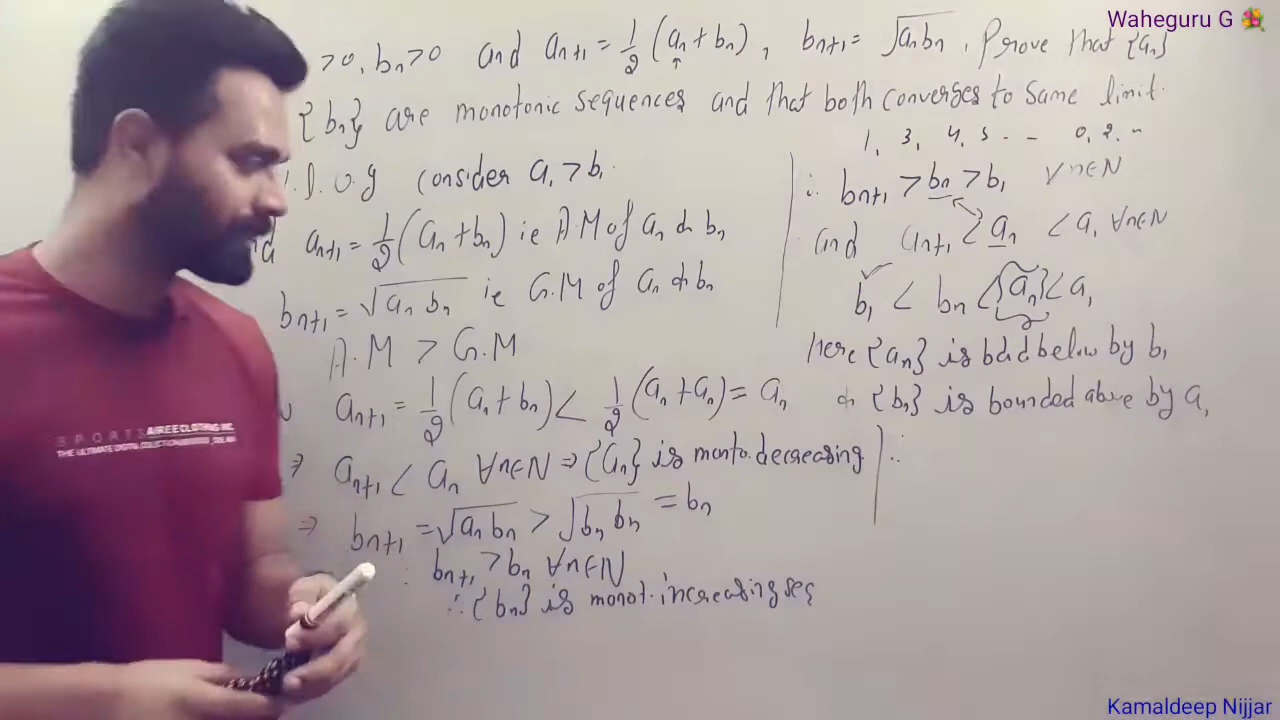 Waheguru G 💐
>0, bn>0 and an+1 = 1/2 (an + bn), bn+1 = √an bn. Prove that {an}
{bn} are monotonic sequences and that both converges to same limit.
1, 3, 4, 5 - - 0, 2. "
.l.o.g consider a1 > b1.
an+1 = 1/2 (an + bn) ie A.M of an & bn
bn+1 = √an bn ie G.M of an & bn
A.M > G.M
an+1 = 1/2 (an + bn) < 1/2 (an + an) = an
⇒ an+1 < an ∀n∈N ⇒ {an} is monto. decreasing
⇒ bn+1 = √an bn > √bn bn = bn
∴ bn+1 > bn ∀n∈N
∴ {bn} is monot. increasing seq
∴ bn+1 > bn > b1 ∀n∈N
and an+1 < an < a1 ∀n∈N
b1 < bn < {an} < a1
Here {an} is bdd below by b1
& {bn} is bounded above by a1
∴
SPORTS AIREE CLOTHING INC.
Kamaldeep Nijjar